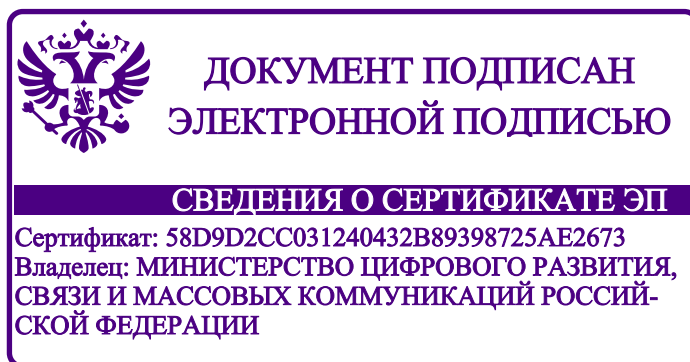 ДОКУМЕНТ ПОДПИСАН
ЭЛЕКТРОННОЙ ПОДПИСЬЮ
СВЕДЕНИЯ О СЕРТИФИКАТЕ ЭП
Сертификат: 58D9D2CC031240432B89398725AE2673
Владелец: МИНИСТЕРСТВО ЦИФРОВОГО РАЗВИТИЯ,
СВЯЗИ И МАССОВЫХ КОММУНИКАЦИЙ РОССИЙ-
СКОЙ ФЕДЕРАЦИИ